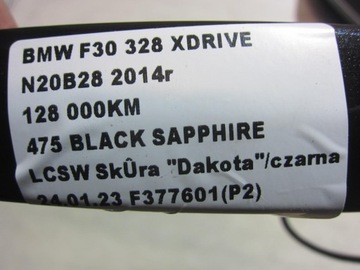 BMW F30 328 XDRIVE
N20B28 2014r
128 000KM
475 BLACK SAPPHIRE
LCSW SkÛra "Dakota"/czarna
24.01.23 F377601(P2)